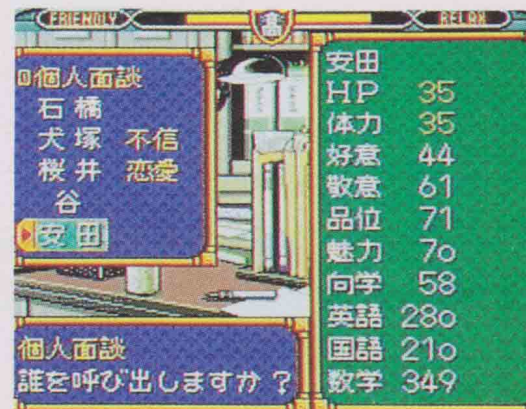 FRIENDLY
高
RELAX
個人面談
石橋
犬塚 不信
桜井 恋愛
谷
安田
個人面談
誰を呼び出しますか?
安田
HP 35
体力 35
好意 44
敬意 61
品位 71
魅力 70
向学 58
英語 280
国語 210
数学 349